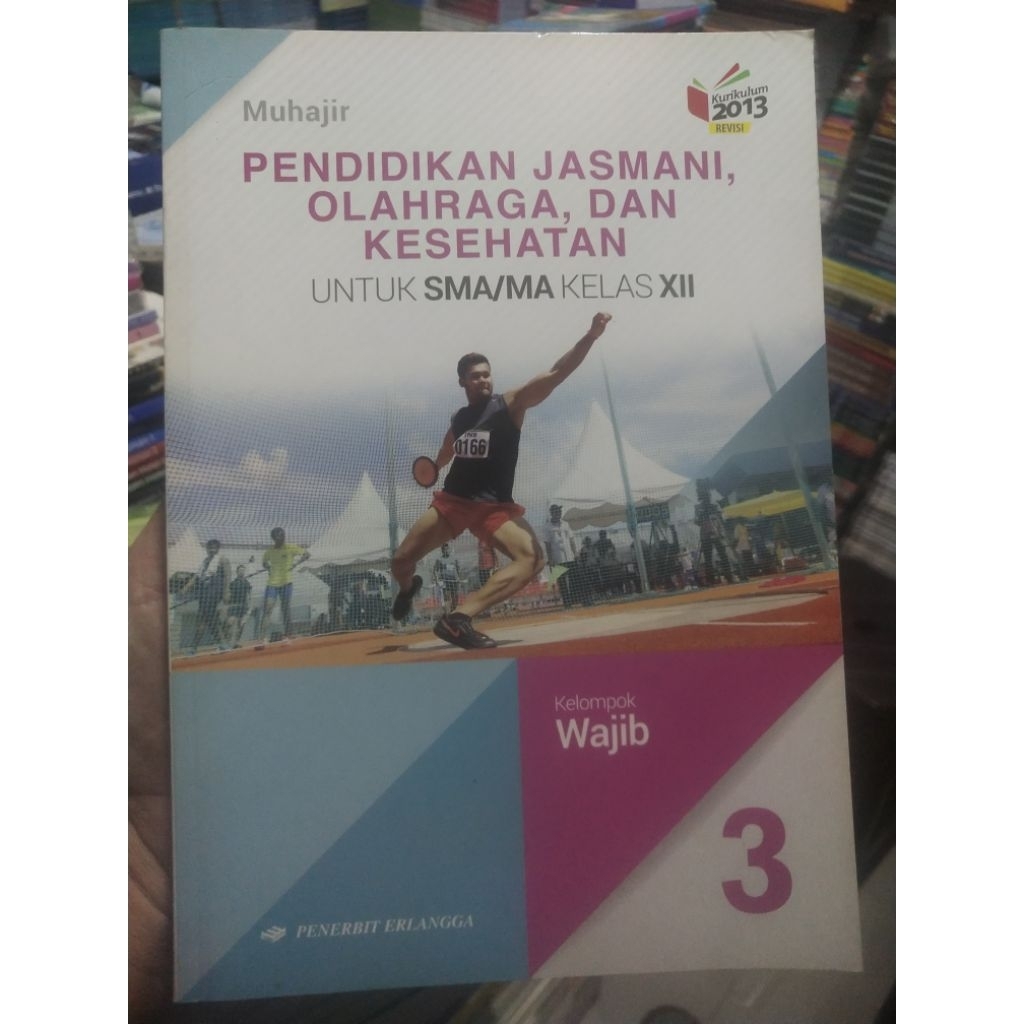 Muhajir
Kurikulum
2013
REVISI
PENDIDIKAN JASMANI,
OLAHRAGA, DAN
KESEHATAN
UNTUK SMA/MA KELAS XII
0166
Kelompok
Wajib
3
PENERBIT ERLANGGA